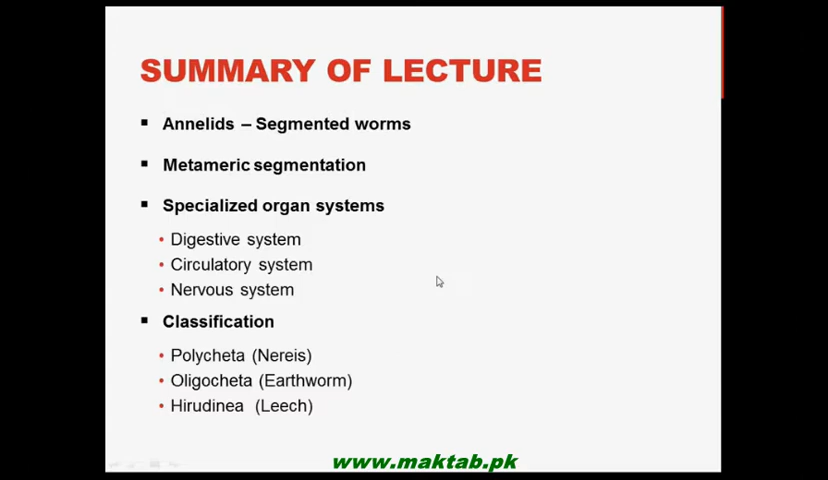 SUMMARY OF LECTURE
Annelids – Segmented worms
Metameric segmentation
Specialized organ systems
Digestive system
Circulatory system
Nervous system
Classification
Polycheta (Nereis)
Oligocheta (Earthworm)
Hirudinea (Leech)
www.maktab.pk